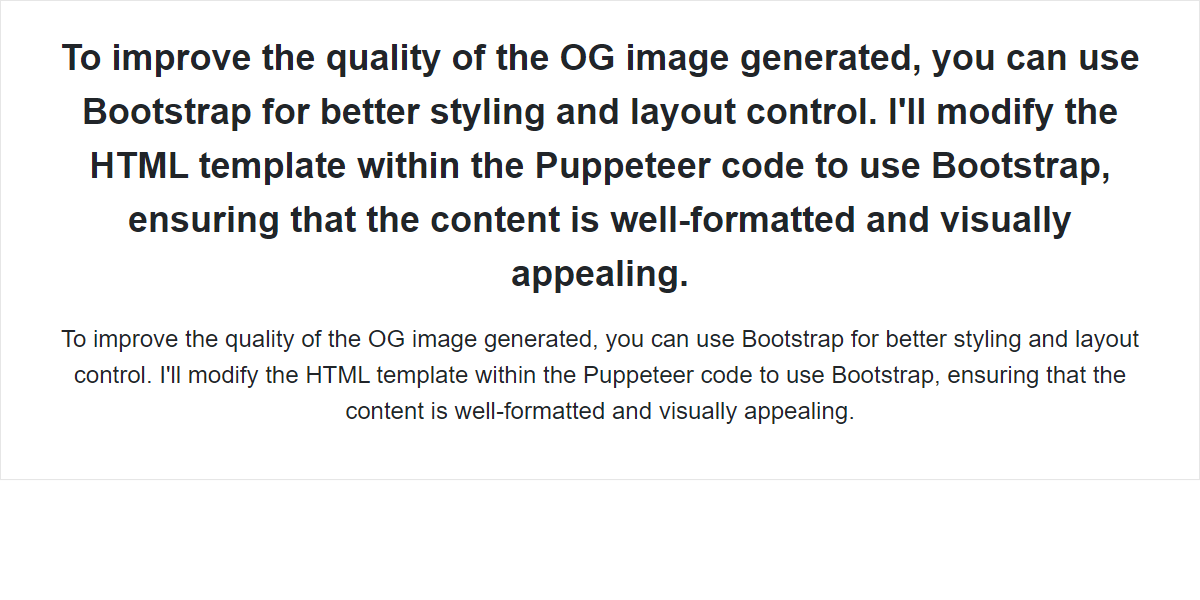 To improve the quality of the OG image generated, you can use
Bootstrap for better styling and layout control. I'll modify the
HTML template within the Puppeteer code to use Bootstrap,
ensuring that the content is well-formatted and visually
appealing.
To improve the quality of the OG image generated, you can use Bootstrap for better styling and layout
control. I'll modify the HTML template within the Puppeteer code to use Bootstrap, ensuring that the
content is well-formatted and visually appealing.